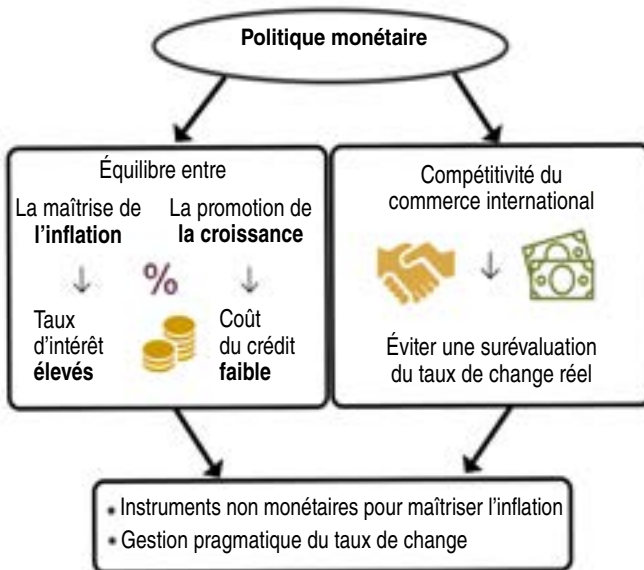 Politique monétaire
Équilibre entre
La maîtrise de
l'inflation
La promotion de
la croissance
%
Taux
d'intérêt
élevés
Coût
du crédit
faible
Compétitivité du
commerce international
Éviter une surévaluation
du taux de change réel
• Instruments non monétaires pour maîtriser l'inflation
• Gestion pragmatique du taux de change